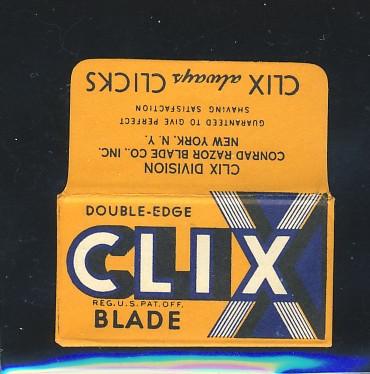 CLIX always CLICKS
GUARANTEED TO GIVE PERFECT
SHAVING SATISFACTION
CLIX DIVISION
CONRAD RAZOR BLADE CO., INC.
NEW YORK, N. Y.
DOUBLE-EDGE
CLIX
REG. U.S. PAT. OFF.
BLADE